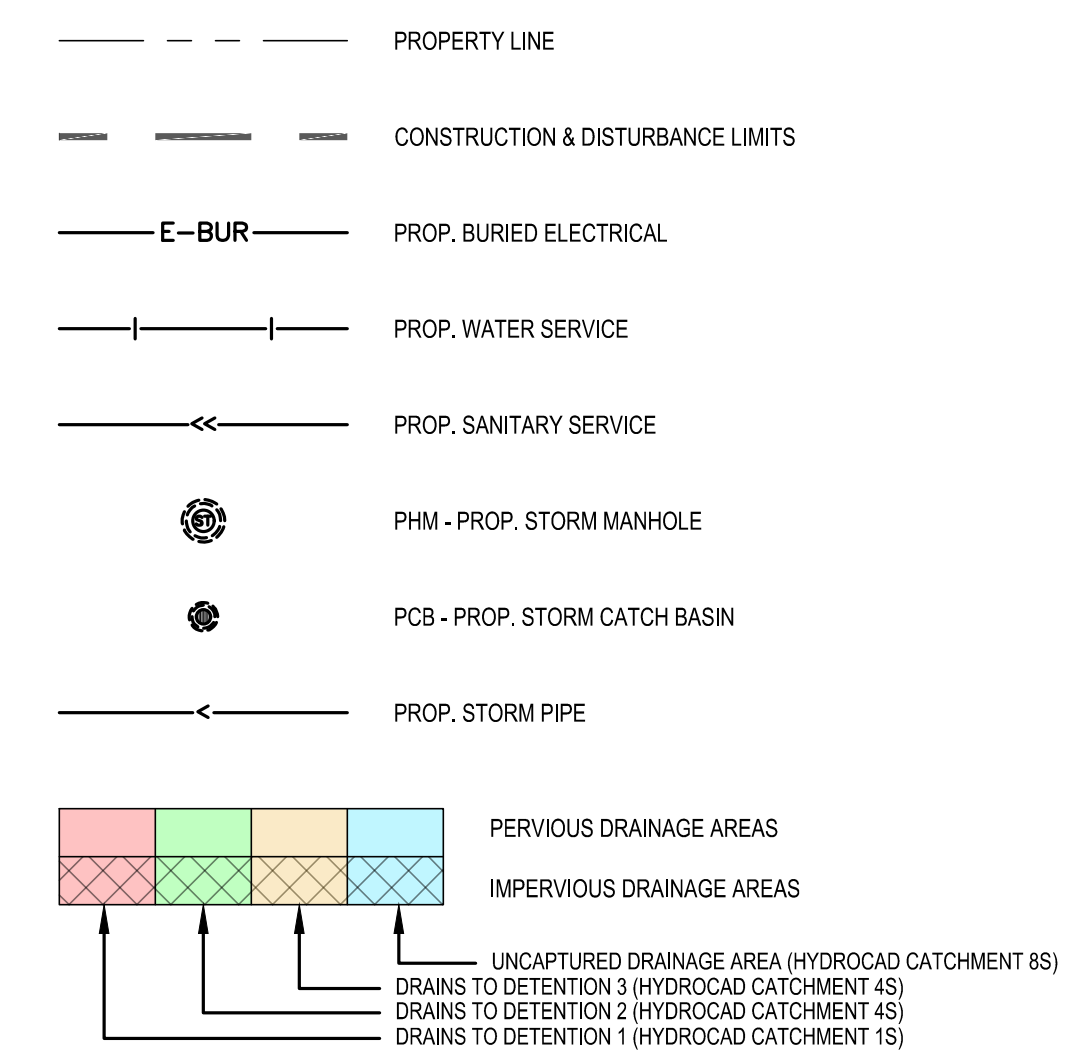 PROPERTY LINE
CONSTRUCTION & DISTURBANCE LIMITS
E-BUR PROP. BURIED ELECTRICAL
PROP. WATER SERVICE
<< PROP. SANITARY SERVICE
ST PHM - PROP. STORM MANHOLE
PCB - PROP. STORM CATCH BASIN
< PROP. STORM PIPE
PERVIOUS DRAINAGE AREAS
IMPERVIOUS DRAINAGE AREAS
UNCAPTURED DRAINAGE AREA (HYDROCAD CATCHMENT 8S)
DRAINS TO DETENTION 3 (HYDROCAD CATCHMENT 4S)
DRAINS TO DETENTION 2 (HYDROCAD CATCHMENT 4S)
DRAINS TO DETENTION 1 (HYDROCAD CATCHMENT 1S)